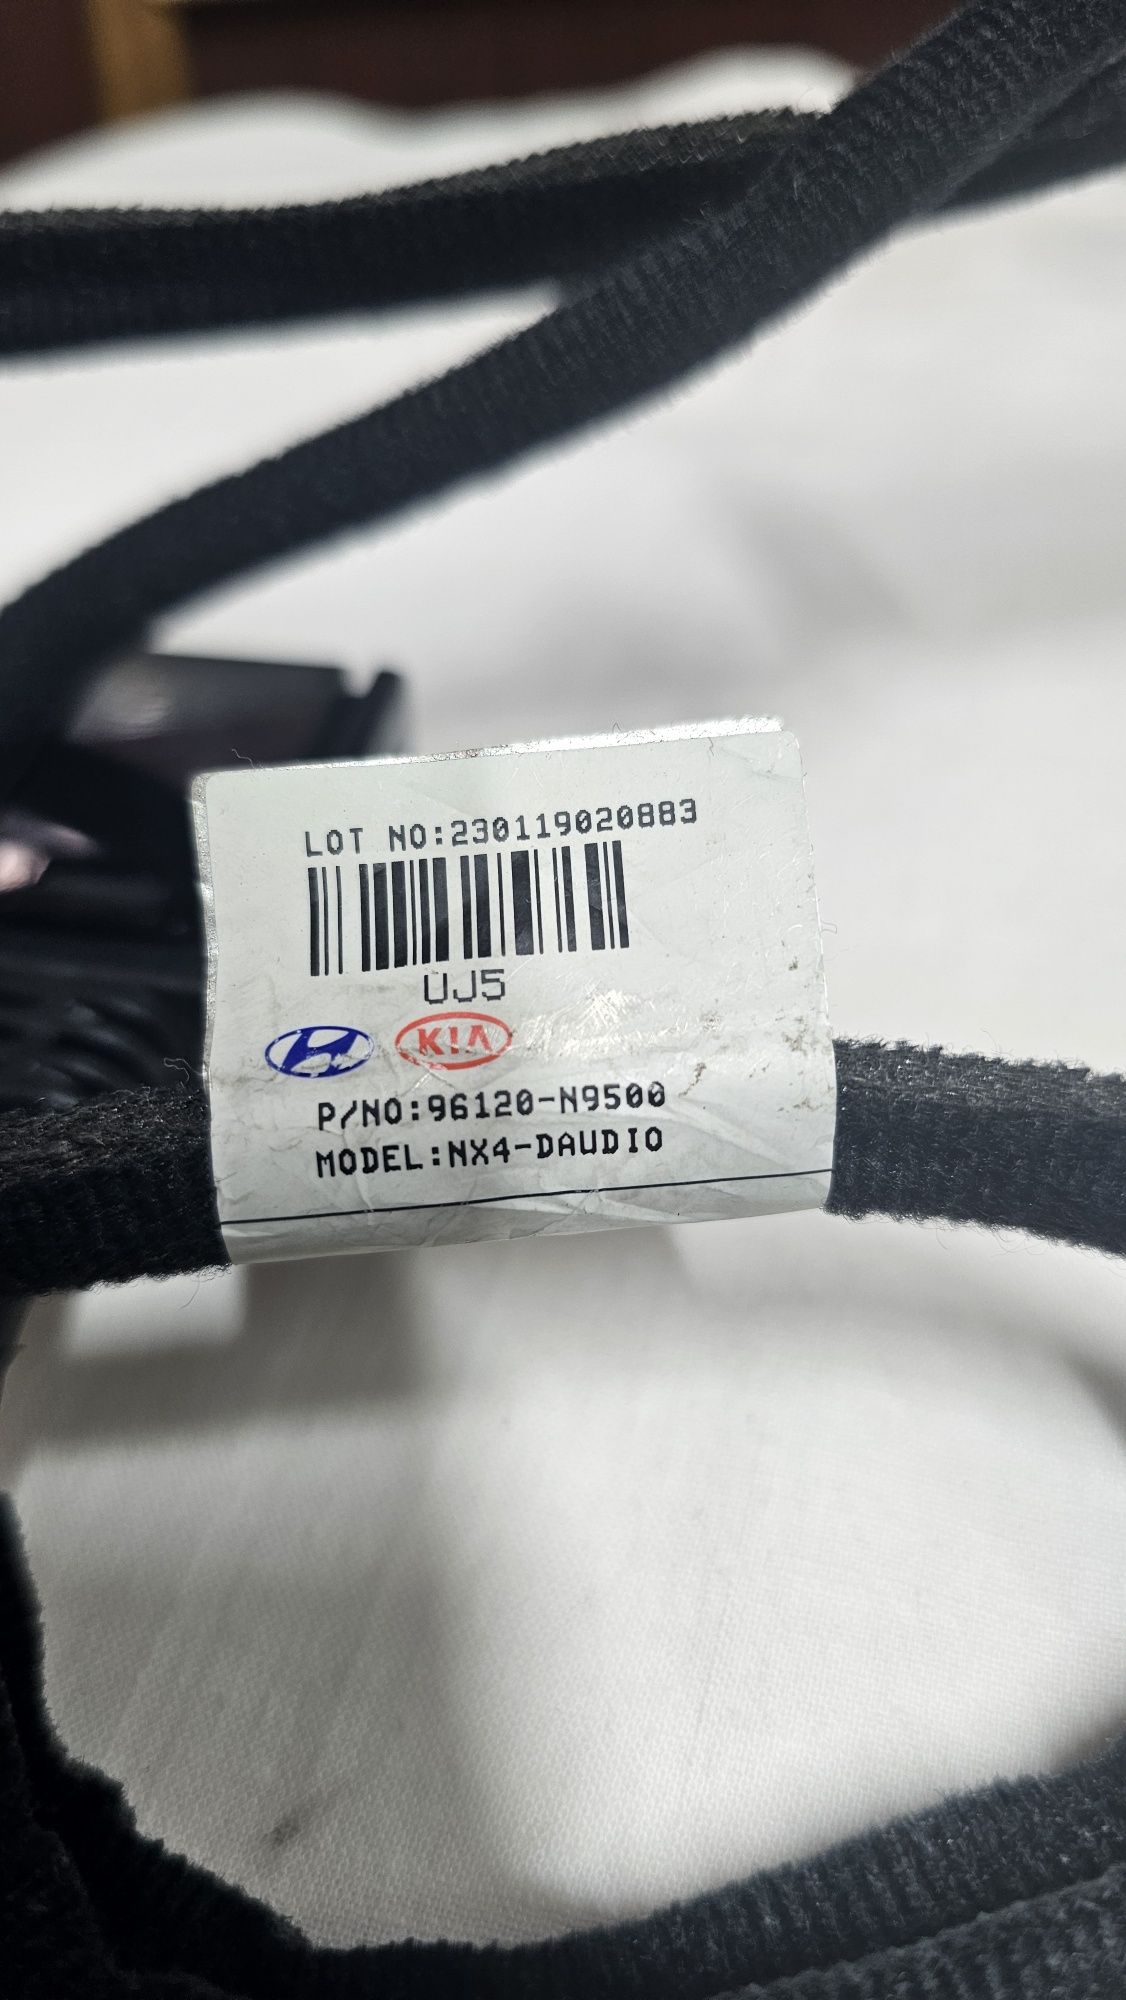 LOT NO:230119020883
UJ5
KIA
P/NO:96120-N9500
MODEL:NX4-DAUDIO